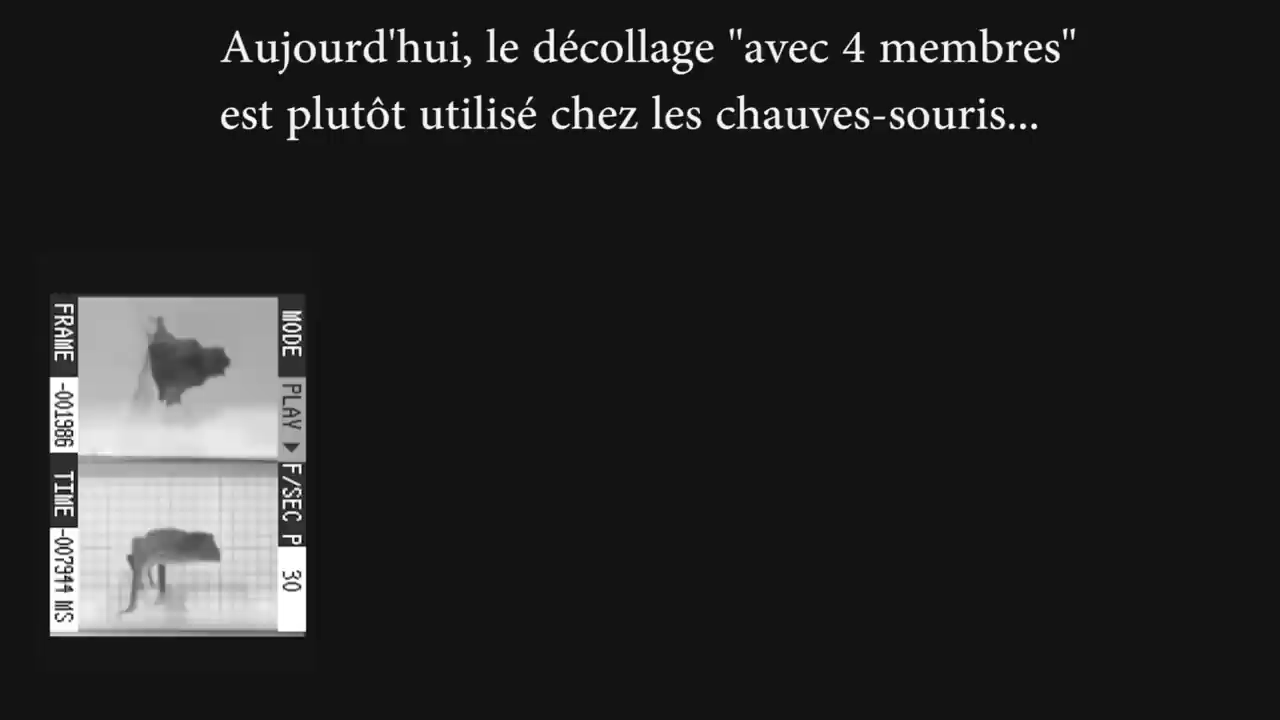 Aujourd'hui, le décollage "avec 4 membres"
est plutôt utilisé chez les chauves-souris...
MODE PLAY ▶ F/SEC P 30
FRAME -001986 TIME -007944 MS